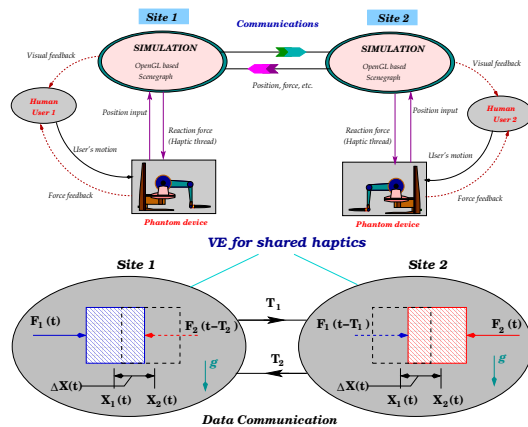 Site 1
Site 2
Communications
SIMULATION
OpenGL based
Scenegraph
SIMULATION
OpenGL based
Scenegraph
Visual feedback
Visual feedback
Position, force, etc.
Human
User 1
Human
User 2
Position input
Position input
Reaction force
(Haptic thread)
Reaction force
(Haptic thread)
User's motion
User's motion
Force feedback
Force feedback
Phantom device
Phantom device
VE for shared haptics
Site 1
Site 2
F1 (t)
F2 (t−T2)
T1
F1 (t−T1)
F2 (t)
T2
g
g
ΔX(t)
X1 (t)
X2 (t)
ΔX(t)
X1 (t)
X2 (t)
Data Communication